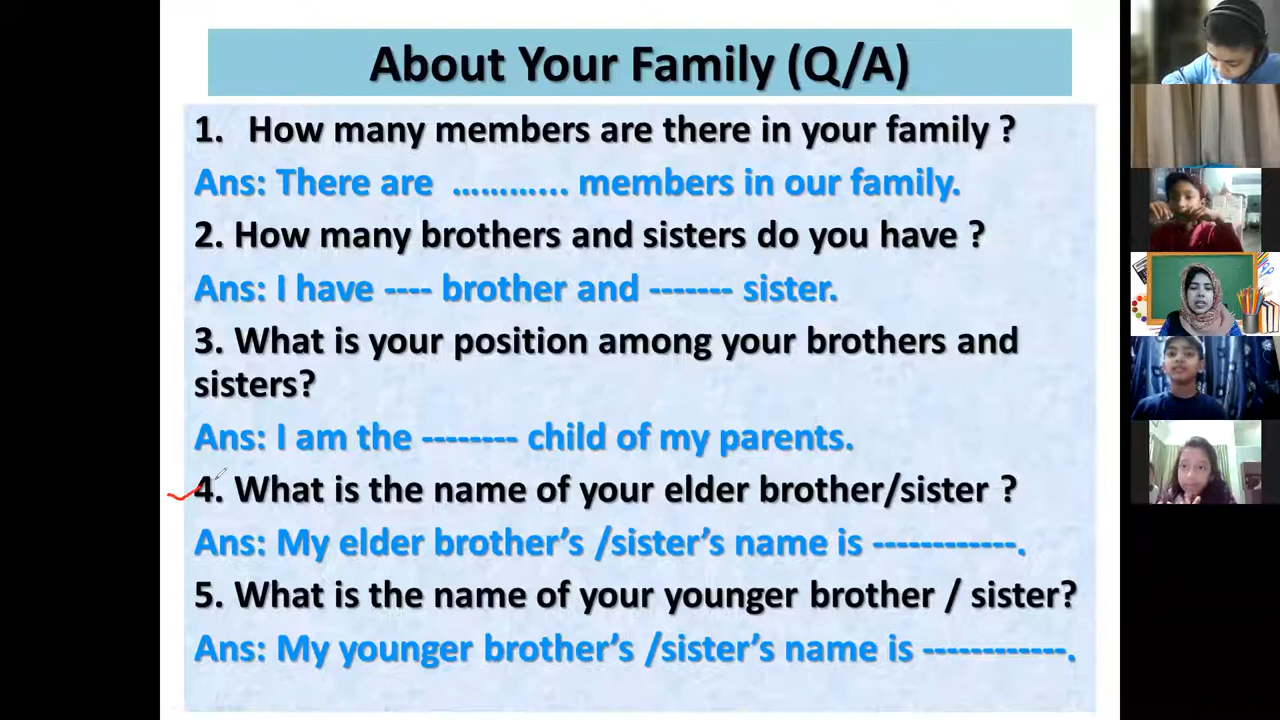 About Your Family (Q/A)
1. How many members are there in your family ?
Ans: There are ………... members in our family.
2. How many brothers and sisters do you have ?
Ans: I have ---- brother and ------- sister.
3. What is your position among your brothers and
sisters?
Ans: I am the -------- child of my parents.
4. What is the name of your elder brother/sister ?
Ans: My elder brother’s /sister’s name is ------------.
5. What is the name of your younger brother / sister?
Ans: My younger brother’s /sister’s name is ------------.